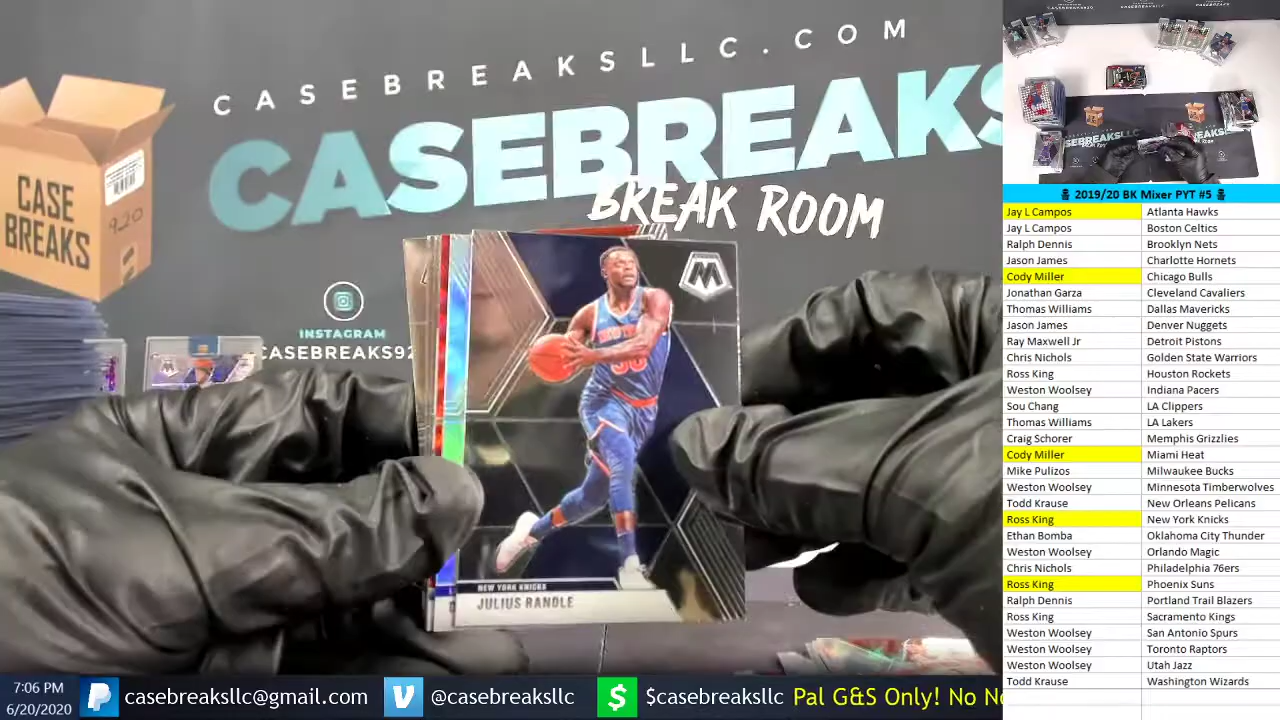 CASEBREAKSLLC.COM
CASEBREAKS
BREAK ROOM
CASE
BREAKS
920
INSTAGRAM
CASEBREAKS92
M
NEW YORK KNICKS
JULIUS RANDLE
2019/20 BK Mixer PYT #5
Jay L Campos Atlanta Hawks
Jay L Campos Boston Celtics
Ralph Dennis Brooklyn Nets
Jason James Charlotte Hornets
Cody Miller Chicago Bulls
Jonathan Garza Cleveland Cavaliers
Thomas Williams Dallas Mavericks
Jason James Denver Nuggets
Ray Maxwell Jr Detroit Pistons
Chris Nichols Golden State Warriors
Ross King Houston Rockets
Weston Woolsey Indiana Pacers
Sou Chang LA Clippers
Thomas Williams LA Lakers
Craig Schorer Memphis Grizzlies
Cody Miller Miami Heat
Mike Pulizos Milwaukee Bucks
Weston Woolsey Minnesota Timberwolves
Todd Krause New Orleans Pelicans
Ross King New York Knicks
Ethan Bomba Oklahoma City Thunder
Weston Woolsey Orlando Magic
Chris Nichols Philadelphia 76ers
Ross King Phoenix Suns
Ralph Dennis Portland Trail Blazers
Ross King Sacramento Kings
Weston Woolsey San Antonio Spurs
Weston Woolsey Toronto Raptors
Weston Woolsey Utah Jazz
Todd Krause Washington Wizards
7:06 PM
6/20/2020
casebreaksllc@gmail.com @casebreaksllc $casebreaksllc Pal G&S Only! No No